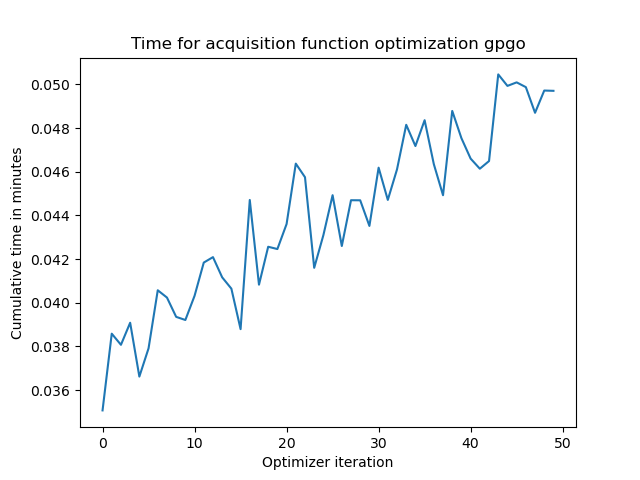 Time for acquisition function optimization gpgo
Cumulative time in minutes
0.050
0.048
0.046
0.044
0.042
0.040
0.038
0.036
0 10 20 30 40 50
Optimizer iteration